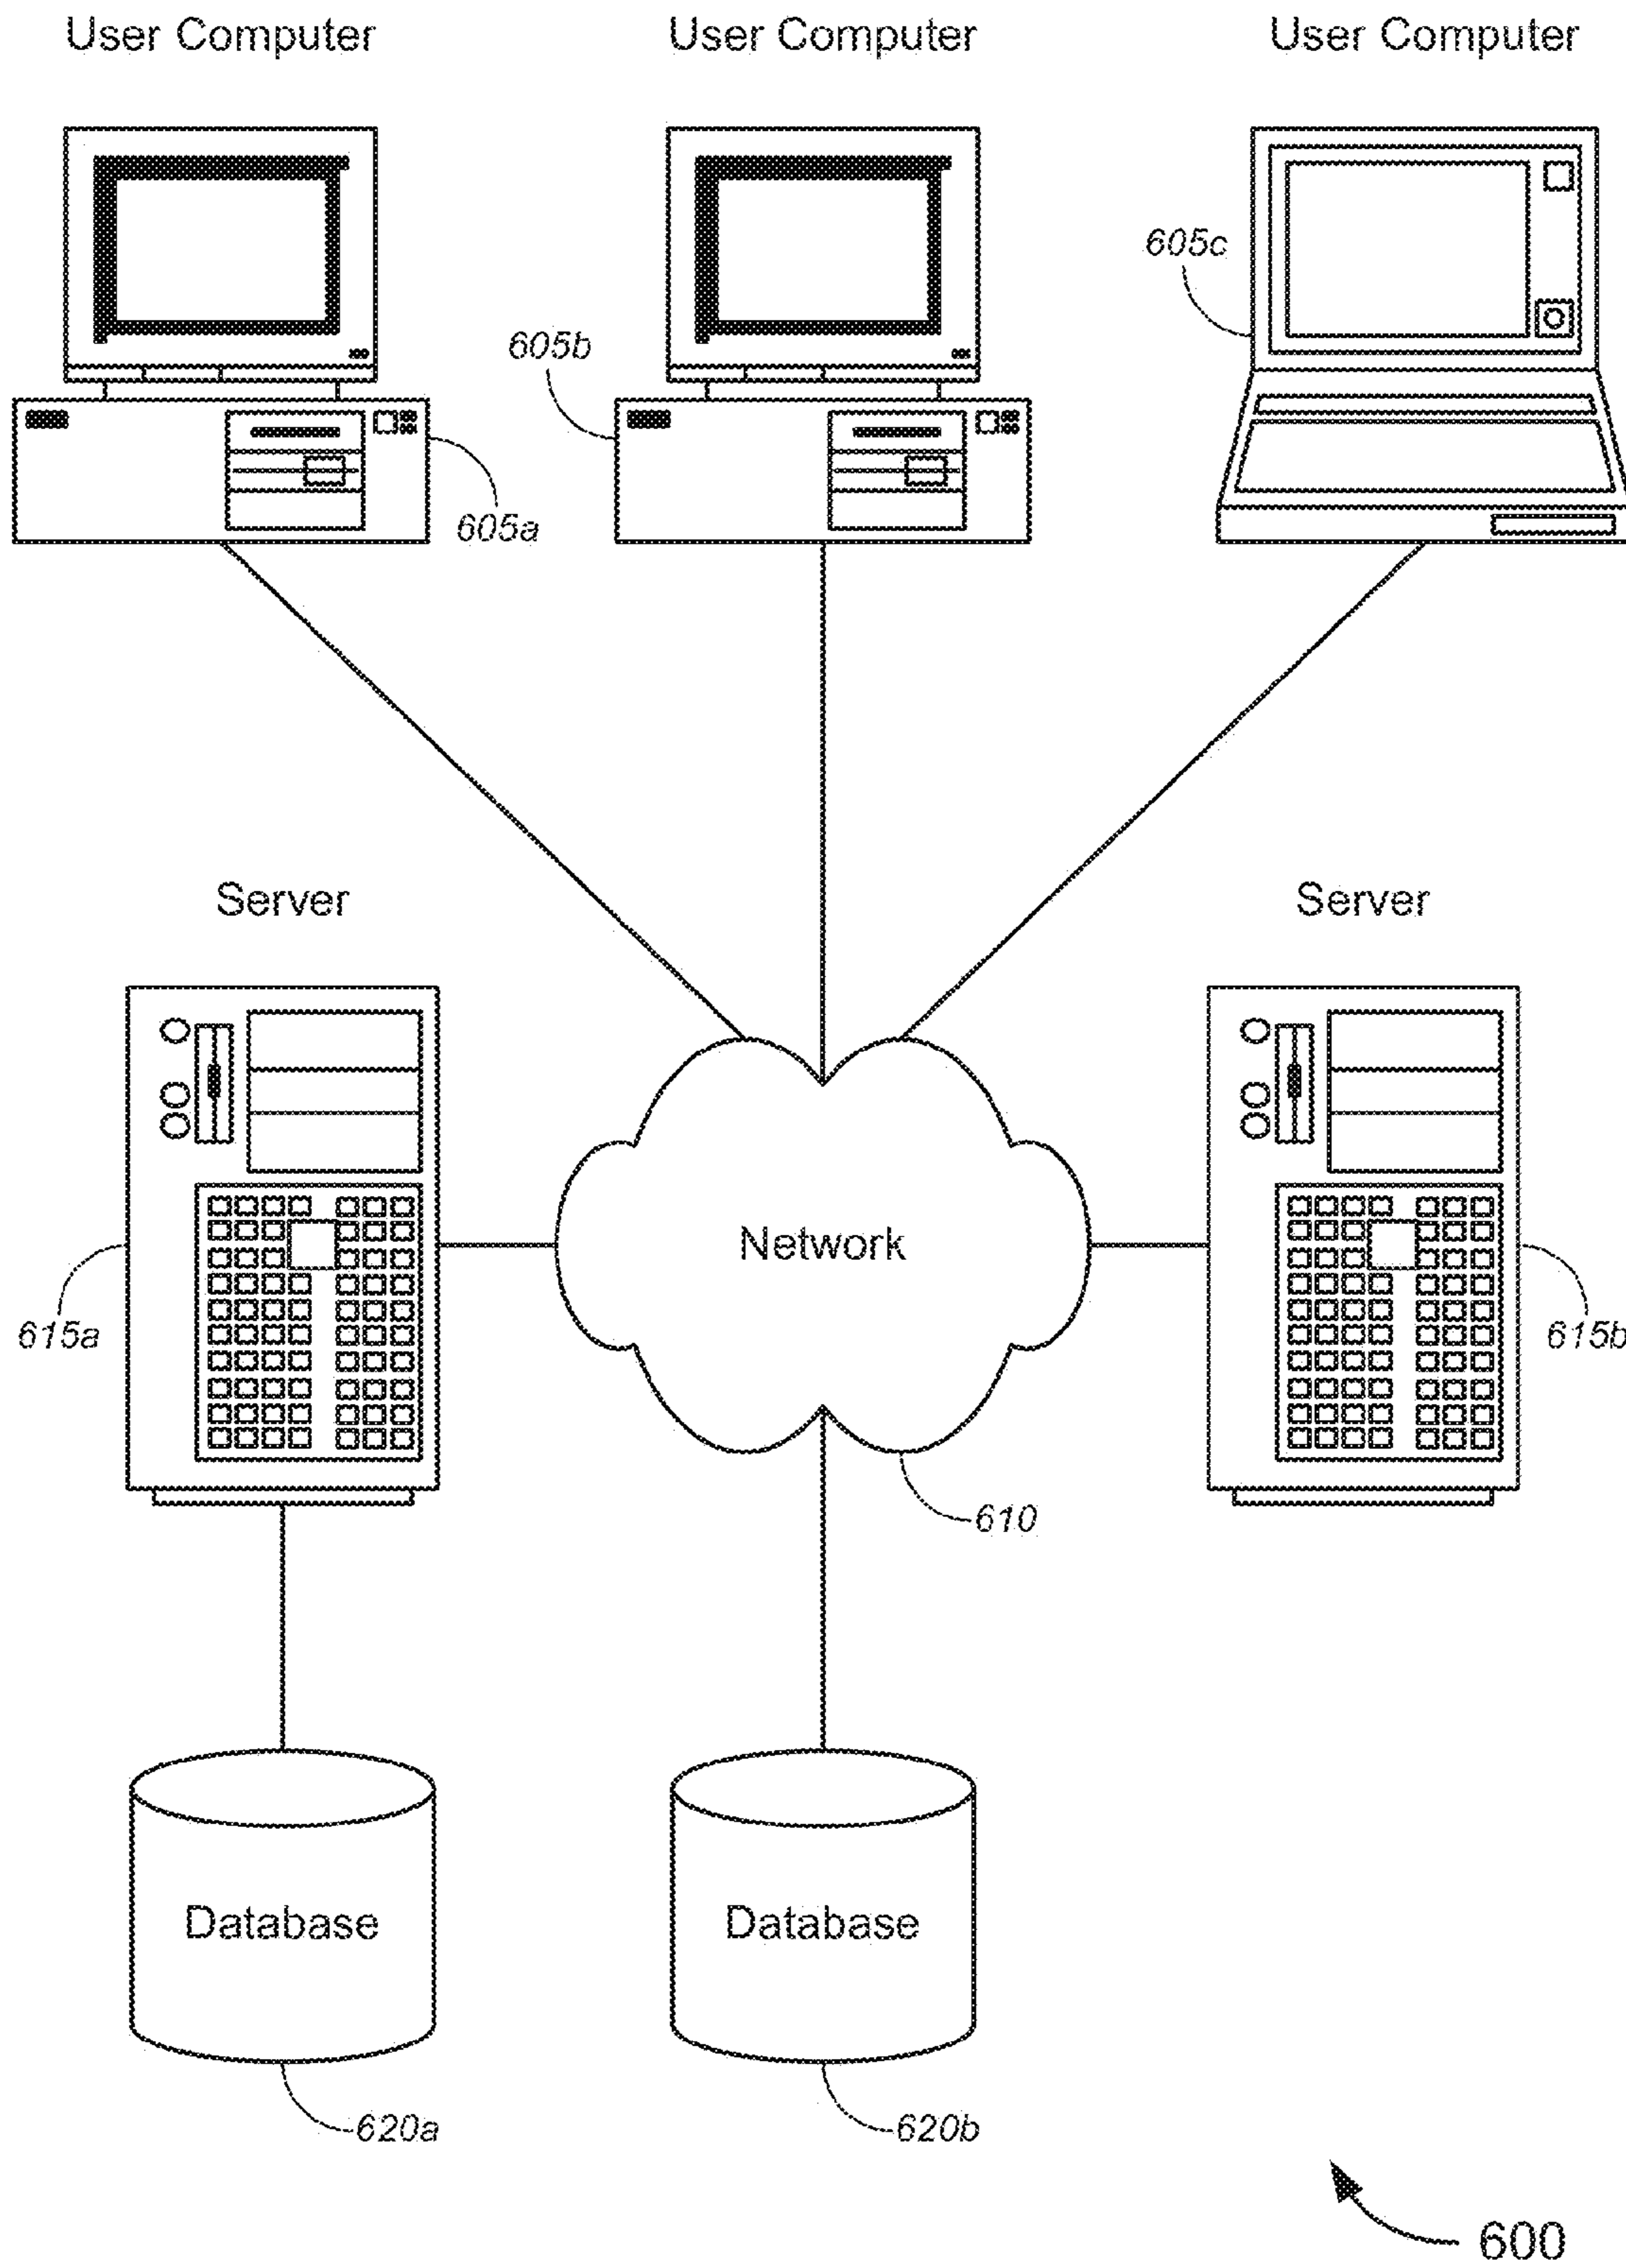 User Computer
User Computer
User Computer
605c
605b
605a
Server
Server
Network
615a
615b
610
Database
Database
620a
620b
600